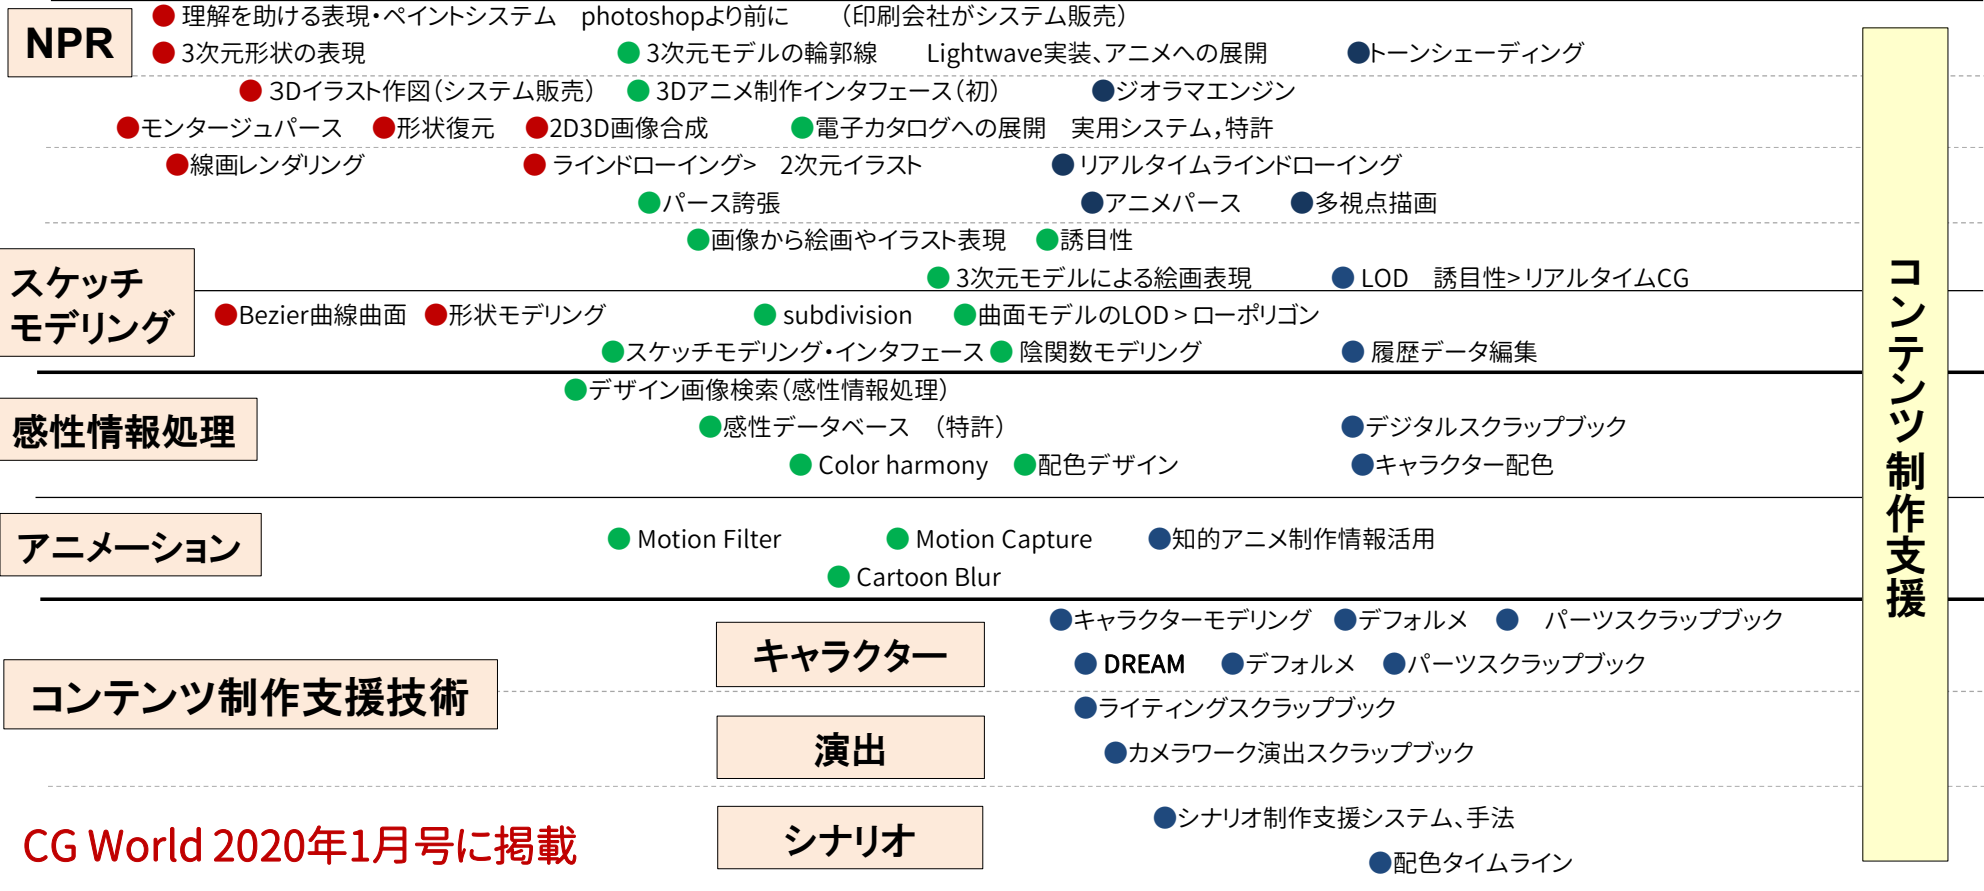 NPR
●理解を助ける表現・ペイントシステム　photoshopより前に　（印刷会社がシステム販売）
●3次元形状の表現　●3次元モデルの輪郭線　Lightwave実装、アニメへの展開　●トーンシェーディング
●3Dイラスト作図（システム販売）　●3Dアニメ制作インタフェース（初）　●ジオラマエンジン
●モンタージュパース　●形状復元　●2D3D画像合成　●電子カタログへの展開　実用システム，特許
●線画レンダリング　●ラインドローイング>　2次元イラスト　●リアルタイムラインドローイング
●パース誇張　●アニメパース　●多視点描画
●画像から絵画やイラスト表現　●誘目性
●3次元モデルによる絵画表現　●LOD　誘目性>リアルタイムCG
スケッチ
モデリング
●Bezier曲線曲面　●形状モデリング　●subdivision　●曲面モデルのLOD > ローポリゴン
●スケッチモデリング・インタフェース　●陰関数モデリング　●履歴データ編集
感性情報処理
●デザイン画像検索（感性情報処理）
●感性データベース　（特許）　●デジタルスクラップブック
●Color harmony　●配色デザイン　●キャラクター配色
アニメーション
●Motion Filter　●Motion Capture　●知的アニメ制作情報活用
●Cartoon Blur
コンテンツ制作支援技術
キャラクター
●キャラクターモデリング　●デフォルメ　●パーツスクラップブック
●DREAM　●デフォルメ　●パーツスクラップブック
演出
●ライティングスクラップブック
●カメラワーク演出スクラップブック
シナリオ
●シナリオ制作支援システム、手法
●配色タイムライン
CG World 2020年1月号に掲載
コンテンツ制作支援